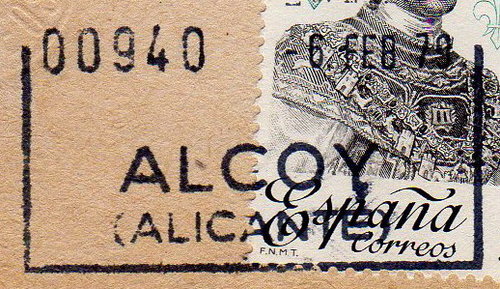 00940 -6 FEB 79
ALCOY
(ALICANTE)
España
correos
F.N.M.T.